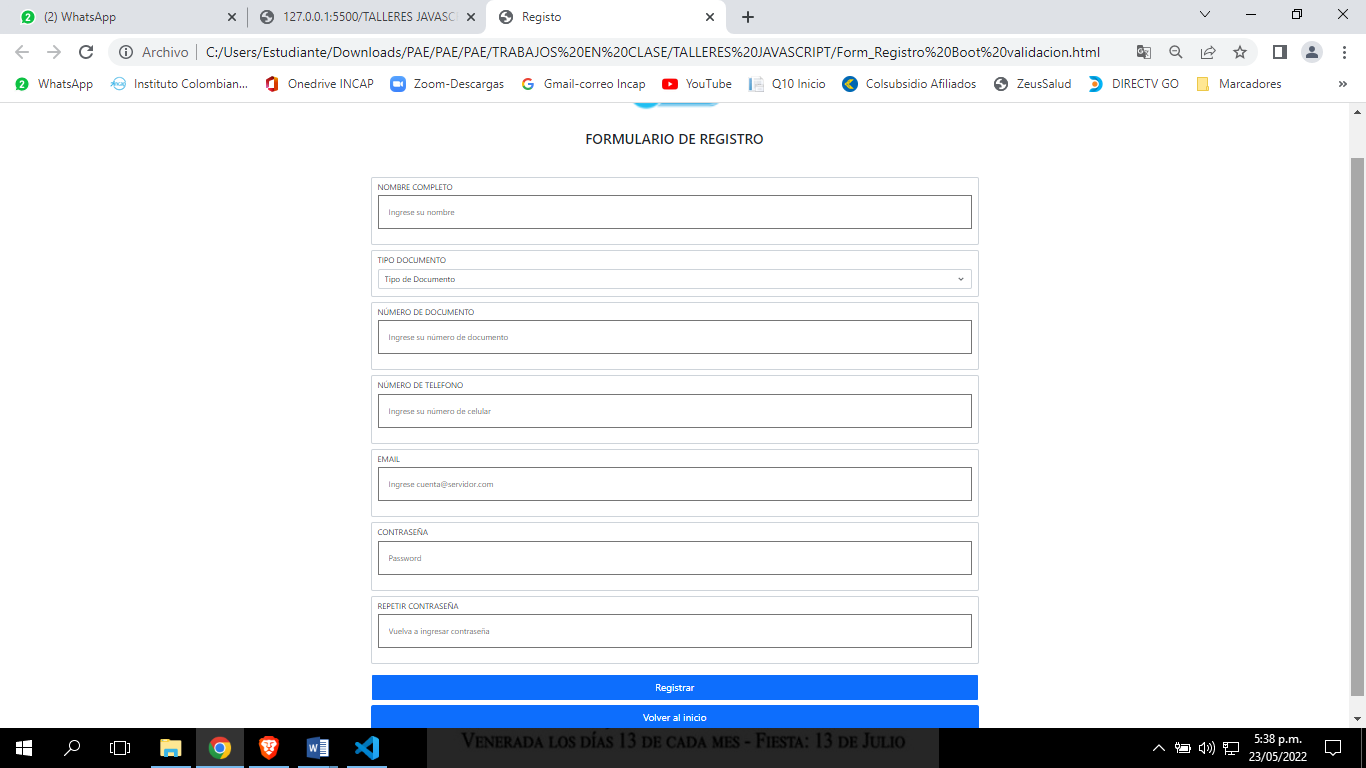 (2) WhatsApp
127.0.0.1:5500/TALLERES JAVASC
Registo
Archivo
C:/Users/Estudiante/Downloads/PAE/PAE/PAE/TRABAJOS%20EN%20CLASE/TALLERES%20JAVASCRIPT/Form_Registro%20Boot%20validacion.html
WhatsApp
Instituto Colombian...
Onedrive INCAP
Zoom-Descargas
Gmail-correo Incap
YouTube
Q10 Inicio
Colsubsidio Afiliados
ZeusSalud
DIRECTV GO
Marcadores
»
FORMULARIO DE REGISTRO
NOMBRE COMPLETO
Ingrese su nombre
TIPO DOCUMENTO
Tipo de Documento
NÚMERO DE DOCUMENTO
Ingrese su número de documento
NÚMERO DE TELEFONO
Ingrese su número de celular
EMAIL
Ingrese cuenta@servidor.com
CONTRASEÑA
Password
REPETIR CONTRASEÑA
Vuelva a ingresar contraseña
Registrar
Volver al inicio
VENERADA LOS DÍAS 13 DE CADA MES - FIESTA: 13 DE JULIO
5:38 p.m.
23/05/2022